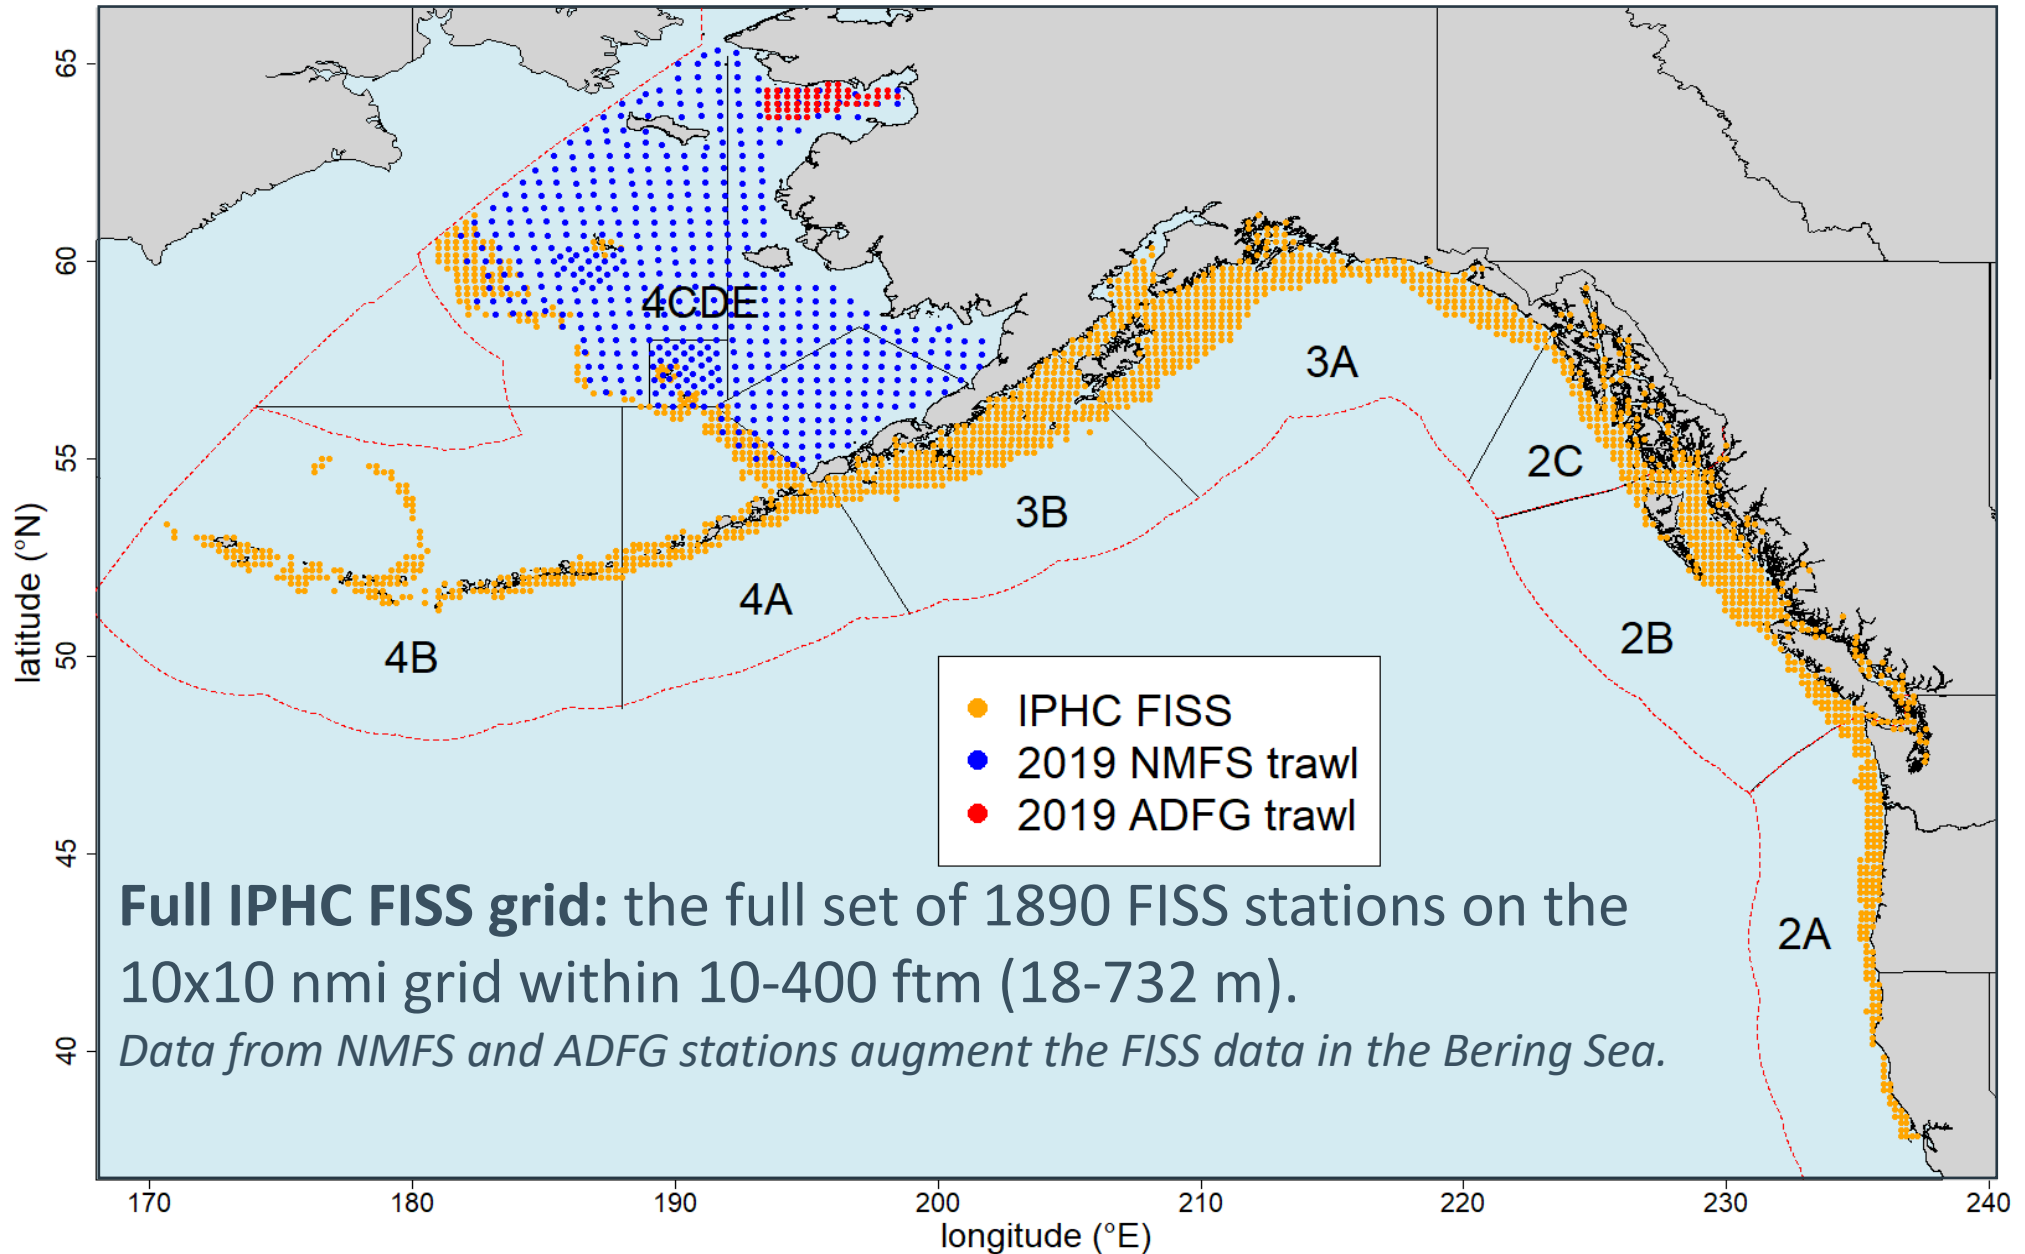 65
60
55
50
45
40
latitude (°N)
4CDE
3A
2C
3B
4A
2B
4B
2A
IPHC FISS
2019 NMFS trawl
2019 ADFG trawl
Full IPHC FISS grid: the full set of 1890 FISS stations on the
10x10 nmi grid within 10-400 ftm (18-732 m).
Data from NMFS and ADFG stations augment the FISS data in the Bering Sea.
170 180 190 200 210 220 230 240
longitude (°E)